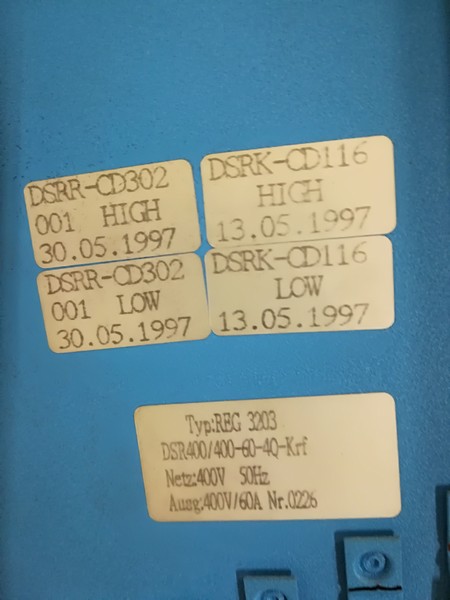 DSRR-CD302
001 HIGH
30.05.1997
DSRK-CD116
HIGH
13.05.1997
DSRR-CD302
001 LOW
30.05.1997
DSRK-CD116
LOW
13.05.1997
Typ:REG 3203
DSR400/400-60-4Q-Krf
Netz:400V 50Hz
Ausg:400V/60A Nr.0226